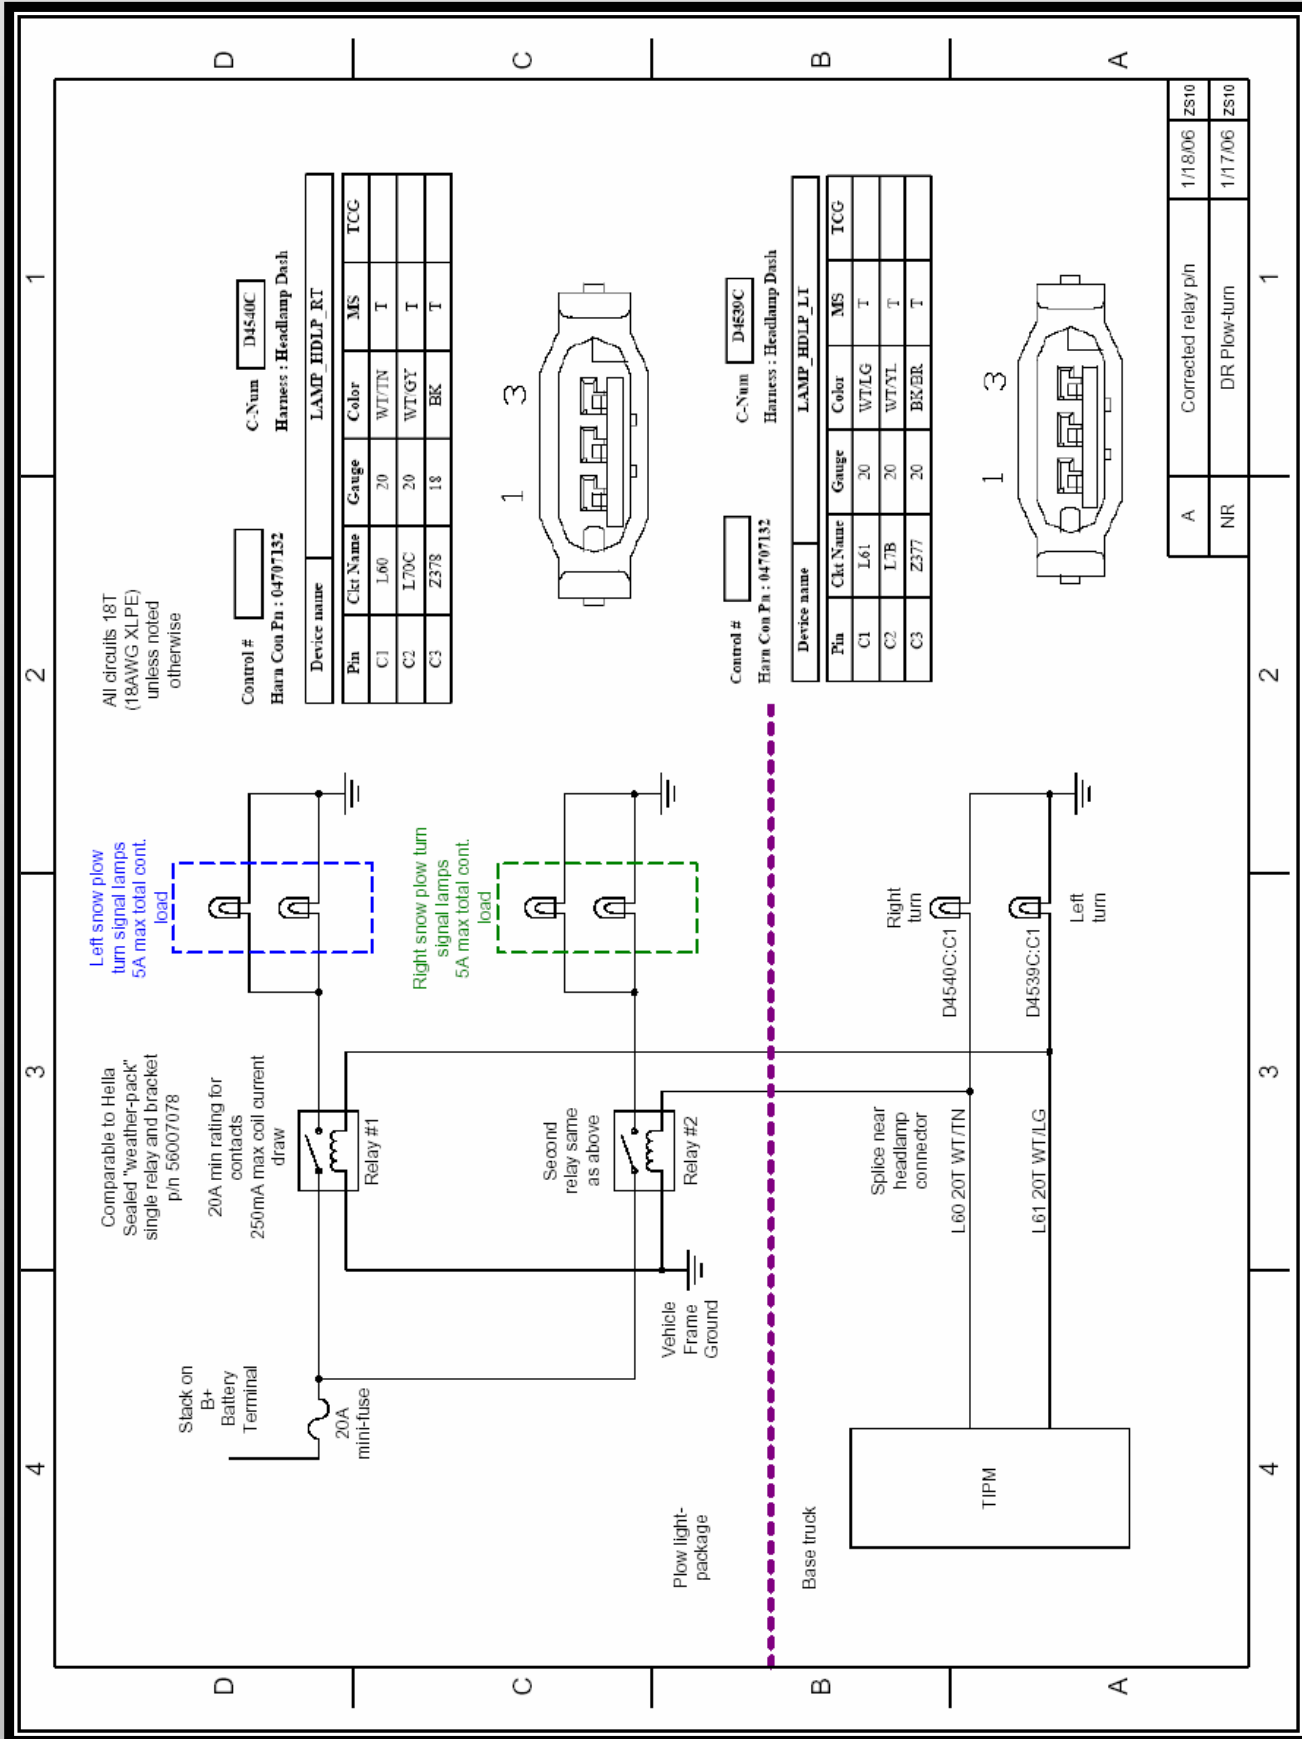 4
3
2
1
D
C
B
A
Stack on
B+
Battery
Terminal
20A
mini-fuse
Comparable to Hella
Sealed "weather-pack"
single relay and bracket
p/n 56007078
20A min rating for
contacts
250mA max coil current
draw
Relay #1
Left snow plow
turn signal lamps
5A max total cont.
load
All circuits 18T
(18AWG XLPE)
unless noted
otherwise
Control #
C-Num D4540C
Harn Con Pn : 04707132 Harness : Headlamp Dash
Device name LAMP_HDLP_RT
Pin Ckt Name Gauge Color MS TCG
C1 L60 20 WT/TN T
C2 L70C 20 WT/GY T
C3 Z378 18 BK T
1 3
Second
relay same
as above
Relay #2
Vehicle
Frame
Ground
Right snow plow turn
signal lamps
5A max total cont.
load
Plow light-
package
Base truck
TIPM
Splice near
headlamp
connector
L60 20T WT/TN
L61 20T WT/LG
Right
turn
D4540C:C1
D4539C:C1
Left
turn
Control #
C-Num D4539C
Harn Con Pn : 04707132 Harness : Headlamp Dash
Device name LAMP_HDLP_LT
Pin Ckt Name Gauge Color MS TCG
C1 L61 20 WT/LG T
C2 L7B 20 WT/YL T
C3 Z377 20 BK/BR T
1 3
A Corrected relay p/n 1/18/06 ZS10
NR DR Plow-turn 1/17/06 ZS10
D
C
B
A
4
3
2
1